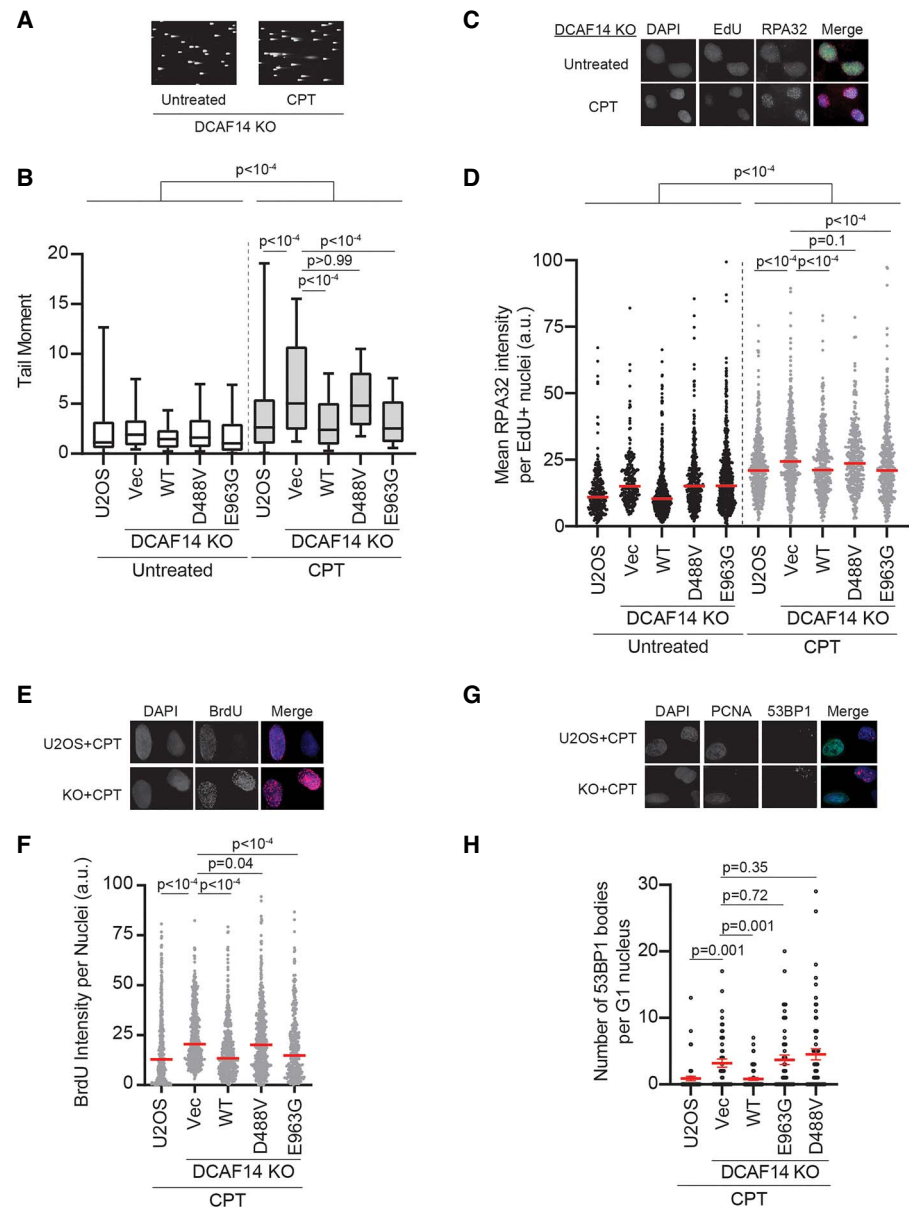 A
Untreated CPT
DCAF14 KO
B
p<10-4
Tail Moment
20
15
10
5
0
p<10-4 p<10-4
p>0.99
p<10-4
U2OS Vec WT D488V E963G U2OS Vec WT D488V E963G
DCAF14 KO DCAF14 KO
Untreated CPT
C
DCAF14 KO DAPI EdU RPA32 Merge
Untreated
CPT
D
p<10-4
Mean RPA32 intensity
per EdU+ nuclei (a.u.)
100
75
50
25
0
p<10-4
p=0.1
p<10-4 p<10-4
U2OS Vec WT D488V E963G U2OS Vec WT D488V E963G
DCAF14 KO DCAF14 KO
Untreated CPT
E
DAPI BrdU Merge
U2OS+CPT
KO+CPT
F
BrdU Intensity per Nuclei (a.u.)
100
75
50
25
0
p<10-4
p=0.04
p<10-4 p<10-4
U2OS Vec WT D488V E963G
DCAF14 KO
CPT
G
DAPI PCNA 53BP1 Merge
U2OS+CPT
KO+CPT
H
Number of 53BP1 bodies
per G1 nucleus
30
20
10
0
p=0.35
p=0.72
p=0.001
p=0.001
U2OS Vec WT E963G D488V
DCAF14 KO
CPT